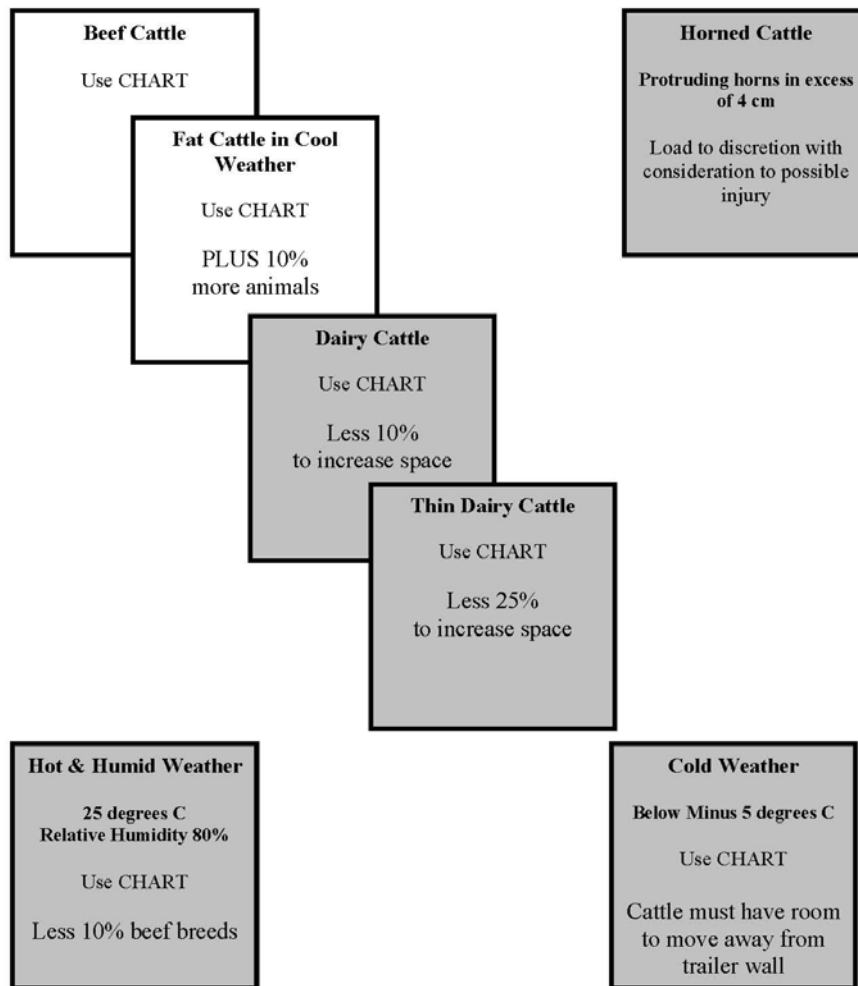 Beef Cattle
Use CHART
Horned Cattle
Protruding horns in excess
of 4 cm
Load to discretion with
consideration to possible
injury
Fat Cattle in Cool
Weather
Use CHART
PLUS 10%
more animals
Dairy Cattle
Use CHART
Less 10%
to increase space
Thin Dairy Cattle
Use CHART
Less 25%
to increase space
Hot & Humid Weather
25 degrees C
Relative Humidity 80%
Use CHART
Less 10% beef breeds
Cold Weather
Below Minus 5 degrees C
Use CHART
Cattle must have room
to move away from
trailer wall